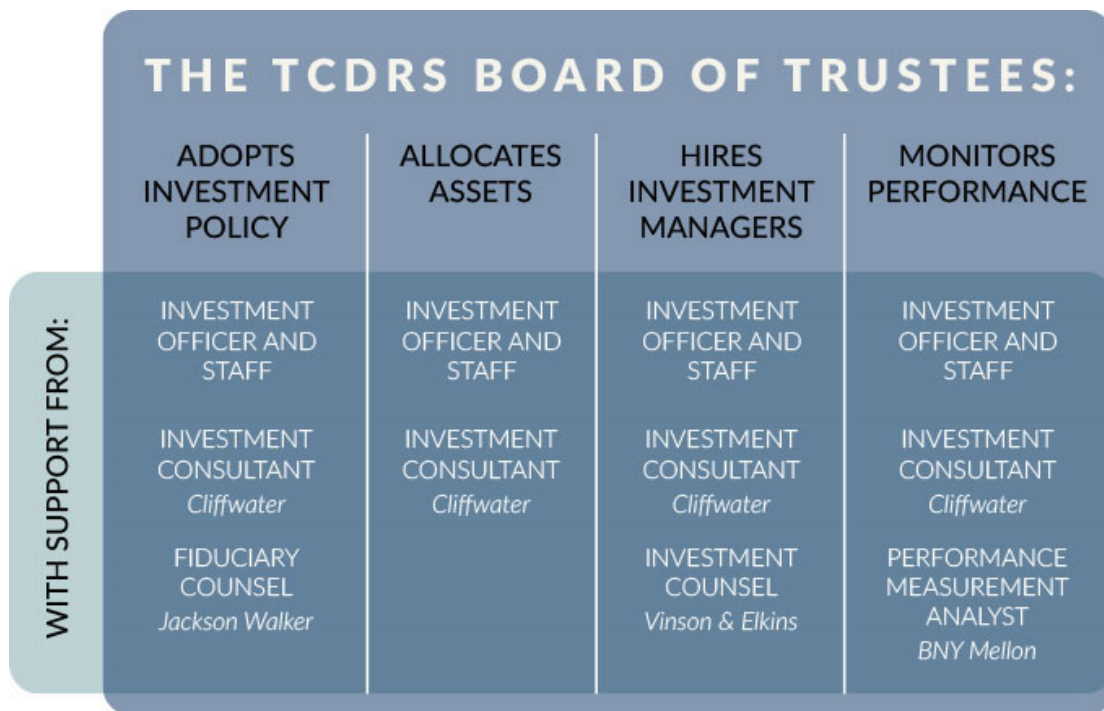 THE TCDRS BOARD OF TRUSTEES:
ADOPTS
INVESTMENT
POLICY
ALLOCATES
ASSETS
HIRES
INVESTMENT
MANAGERS
MONITORS
PERFORMANCE
WITH SUPPORT FROM:
INVESTMENT
OFFICER AND
STAFF
INVESTMENT
CONSULTANT
Cliffwater
FIDUCIARY
COUNSEL
Jackson Walker
INVESTMENT
OFFICER AND
STAFF
INVESTMENT
CONSULTANT
Cliffwater
INVESTMENT
OFFICER AND
STAFF
INVESTMENT
CONSULTANT
Cliffwater
INVESTMENT
COUNSEL
Vinson & Elkins
INVESTMENT
OFFICER AND
STAFF
INVESTMENT
CONSULTANT
Cliffwater
PERFORMANCE
MEASUREMENT
ANALYST
BNY Mellon